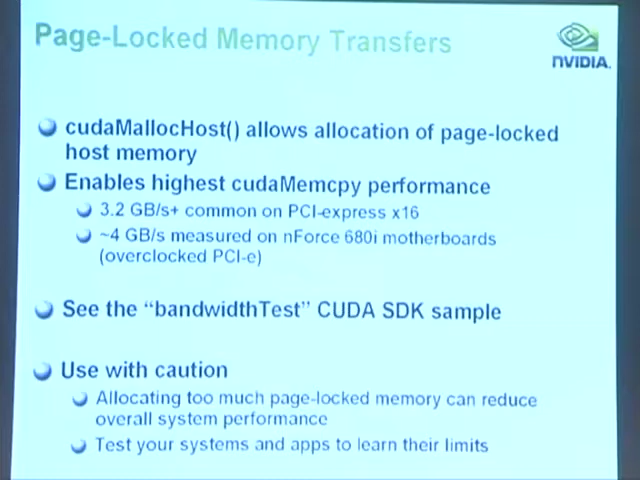 Page-Locked Memory Transfers
NVIDIA.
cudaMallocHost() allows allocation of page-locked
host memory
Enables highest cudaMemcpy performance
3.2 GB/s+ common on PCI-express x16
~4 GB/s measured on nForce 680i motherboards
(overclocked PCI-e)
See the “bandwidthTest” CUDA SDK sample
Use with caution
Allocating too much page-locked memory can reduce
overall system performance
Test your systems and apps to learn their limits